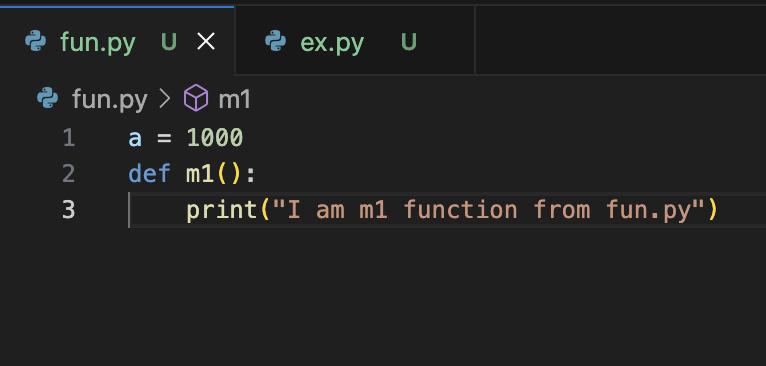 fun.py U ex.py U
fun.py > m1
1 a = 1000
2 def m1():
3     print("I am m1 function from fun.py")